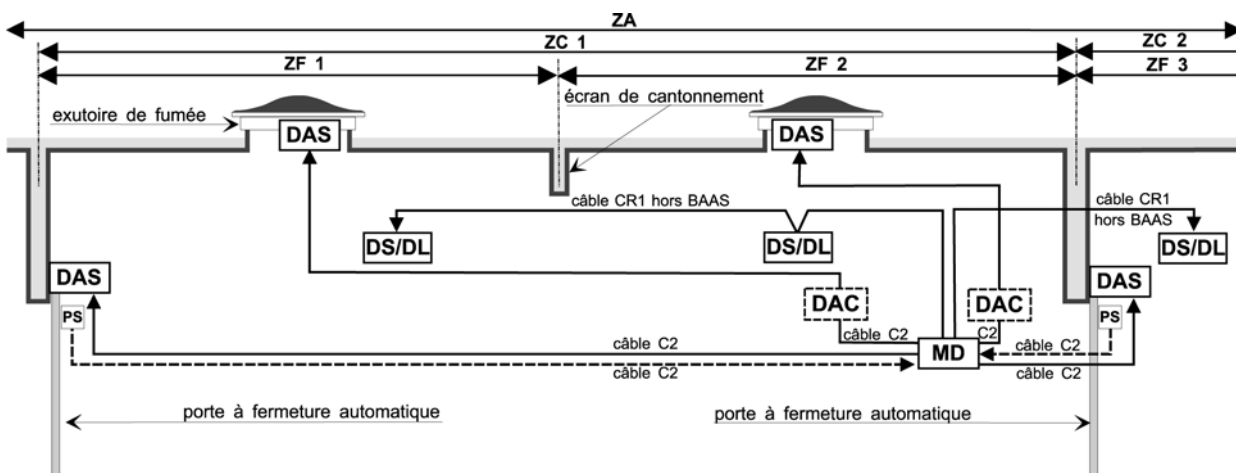 ZA
ZC 1
ZC 2
ZF 1
ZF 2
ZF 3
exutoire de fumée
écran de cantonnement
DAS
DAS
câble CR1 hors BAAS
câble CR1
hors BAAS
DS/DL
DS/DL
DS/DL
DAS
DAS
PS
PS
DAC
DAC
câble C2
C2
MD
câble C2
câble C2
câble C2
câble C2
porte à fermeture automatique
porte à fermeture automatique